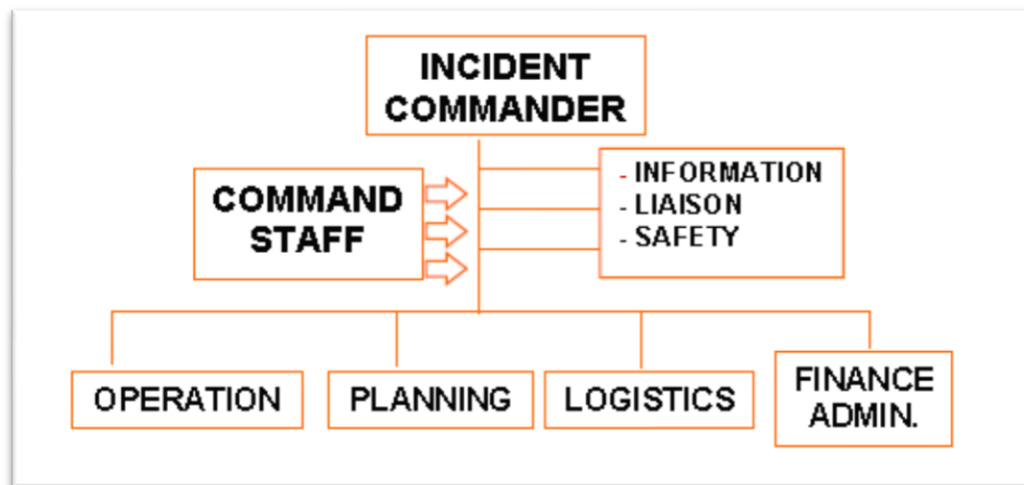 INCIDENT
COMMANDER
COMMAND
STAFF
- INFORMATION
- LIAISON
- SAFETY
OPERATION
PLANNING
LOGISTICS
FINANCE
ADMIN.